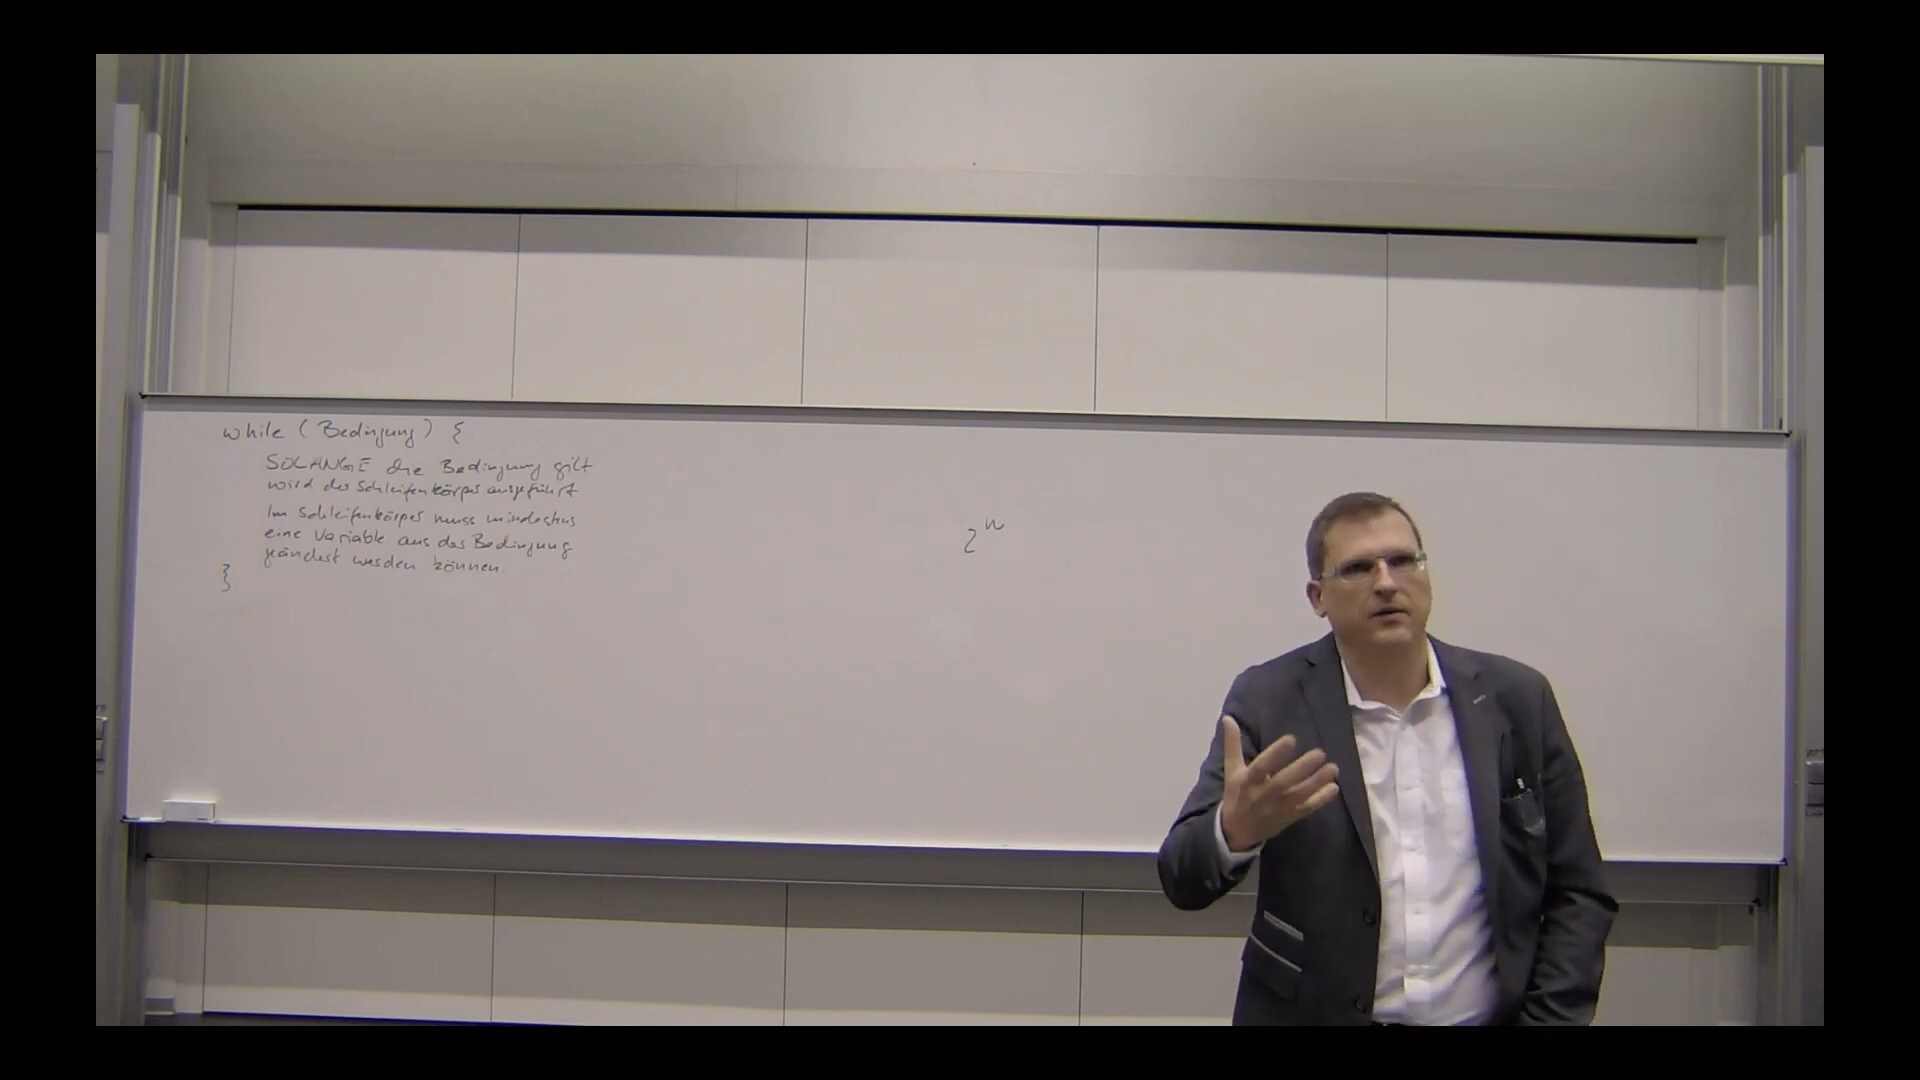 while (Bedingung) {
SOLANGE die Bedingung gilt
wird der Schleifenkörper ausgeführt
Im Schleifenkörper muss mindestens
eine Variable aus der Bedingung
geändert werden können.
}
2^n